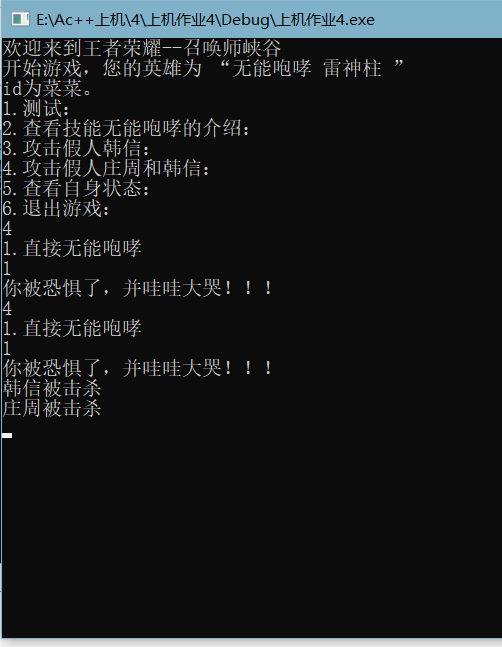 E:\Ac++上机\4\上机作业4\Debug\上机作业4.exe
欢迎来到王者荣耀--召唤师峡谷
开始游戏，您的英雄为 “无能咆哮 雷神柱 ”
id为菜菜。
1.测试：
2.查看技能无能咆哮的介绍：
3.攻击假人韩信：
4.攻击假人庄周和韩信：
5.查看自身状态：
6.退出游戏：
4
1.直接无能咆哮
1
你被恐惧了，并哇哇大哭！！！
4
1.直接无能咆哮
1
你被恐惧了，并哇哇大哭！！！
韩信被击杀
庄周被击杀